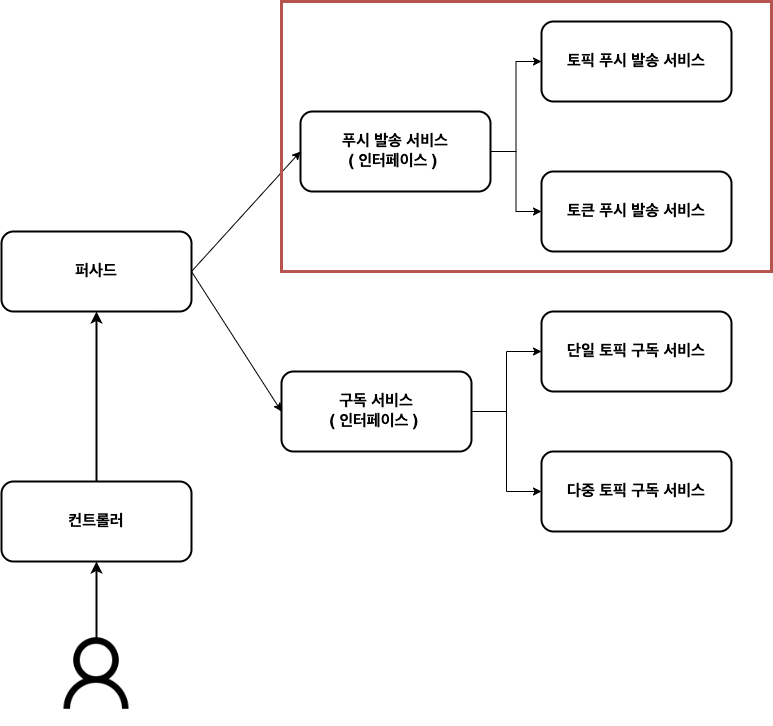 토픽 푸시 발송 서비스
푸시 발송 서비스
( 인터페이스 )
토큰 푸시 발송 서비스
퍼사드
단일 토픽 구독 서비스
구독 서비스
( 인터페이스 )
다중 토픽 구독 서비스
컨트롤러